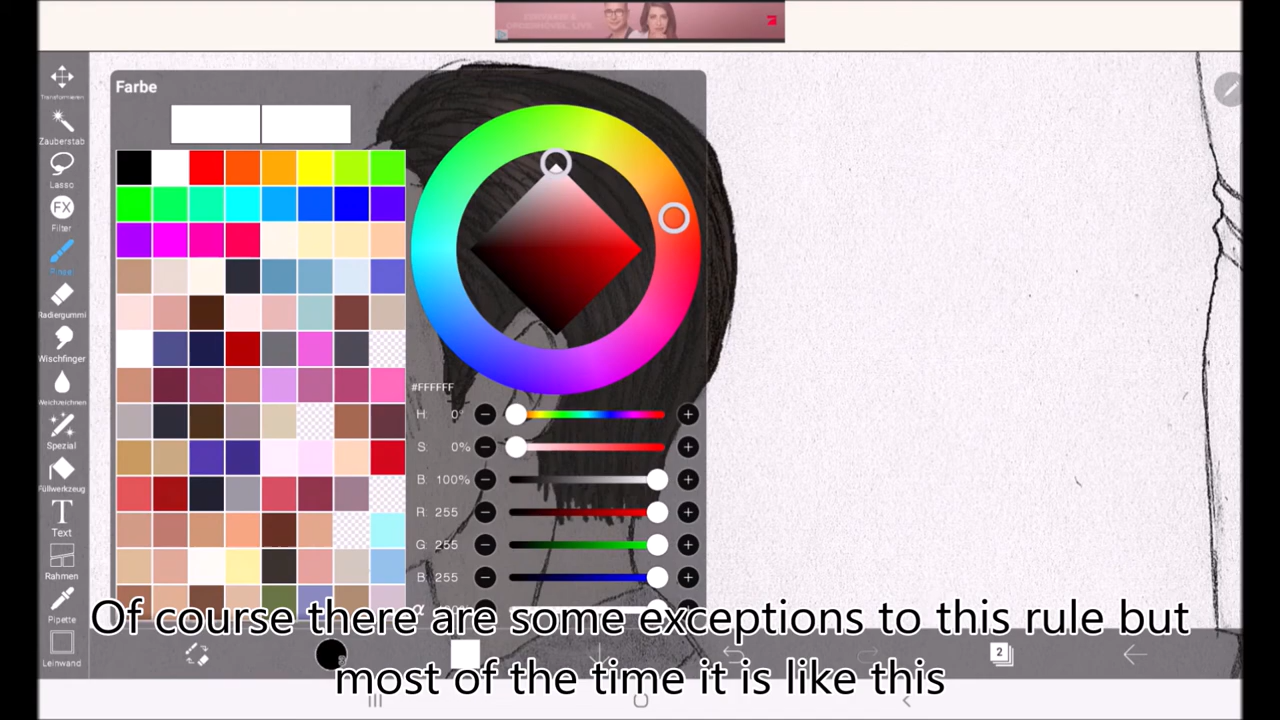 Farbe
Transformieren
Zauberstab
Lasso
FX
Filter
Radiergummi
Wischfinger
Weichzeichnen
Spezial
Füllwerkzeug
T
Text
Rahmen
Pipette
Leinwand
#FFFFFF
H: 0°
S: 0%
B: 100%
R: 255
G: 255
B: 255
2
Of course there are some exceptions to this rule but
most of the time it is like this